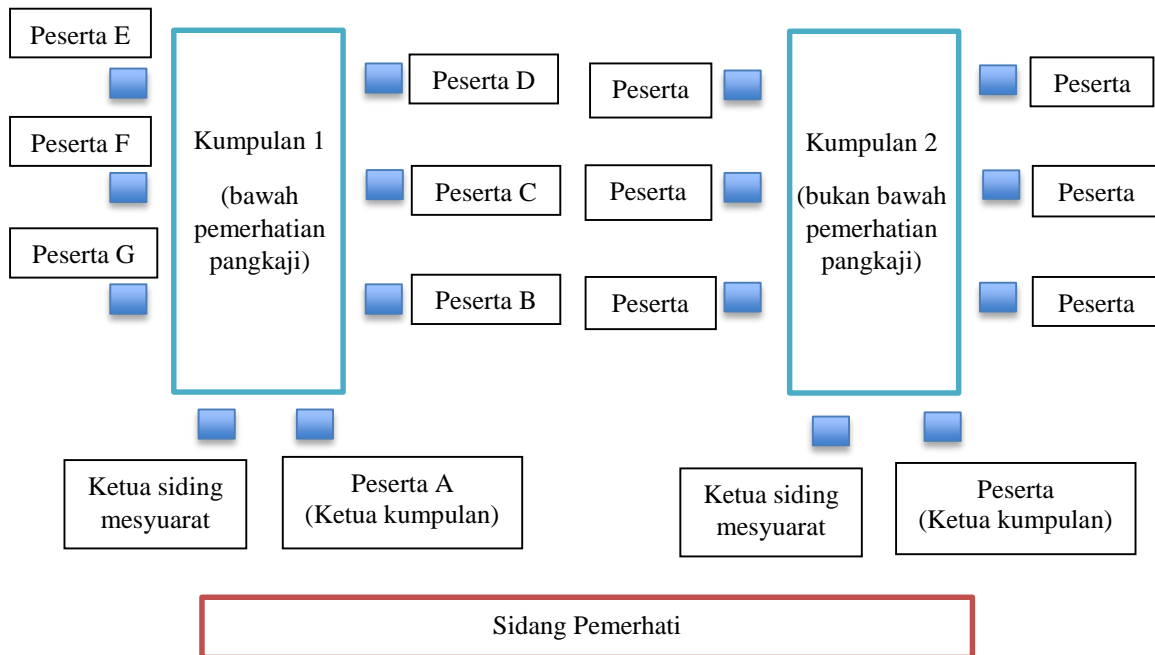 Peserta E
Peserta F
Peserta G
Kumpulan 1
(bawah
pemerhatian
pangkaji)
Peserta D
Peserta C
Peserta B
Ketua siding
mesyuarat
Peserta A
(Ketua kumpulan)
Peserta
Peserta
Peserta
Kumpulan 2
(bukan bawah
pemerhatian
pangkaji)
Peserta
Peserta
Peserta
Ketua siding
mesyuarat
Peserta
(Ketua kumpulan)
Sidang Pemerhati